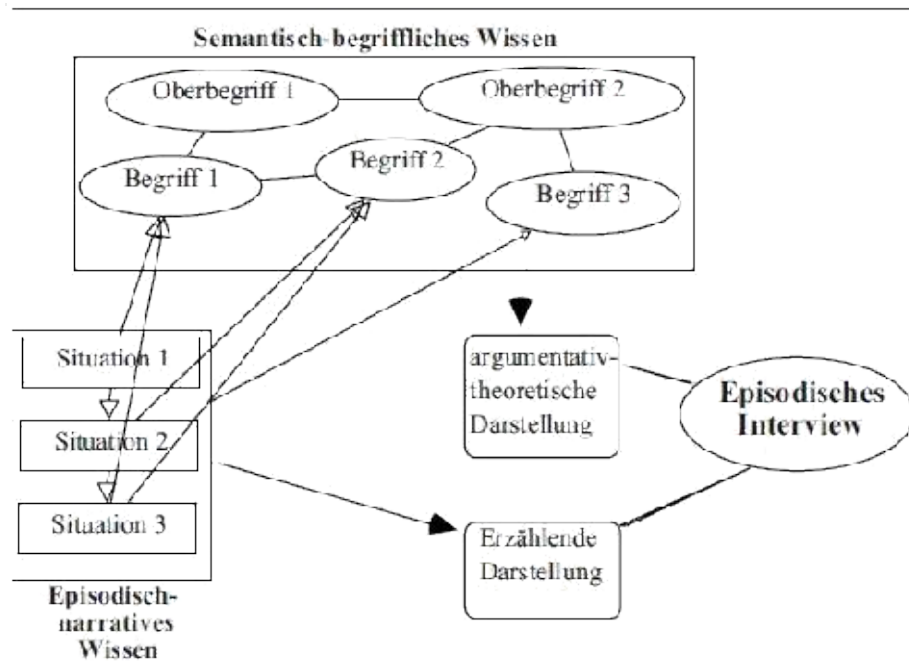 Semantisch-begriffliches Wissen
Oberbegriff 1
Oberbegriff 2
Begriff 1
Begriff 2
Begriff 3
Situation 1
Situation 2
Situation 3
Episodisch-
narratives
Wissen
argumentativ-
theoretische
Darstellung
Erzählende
Darstellung
Episodisches
Interview